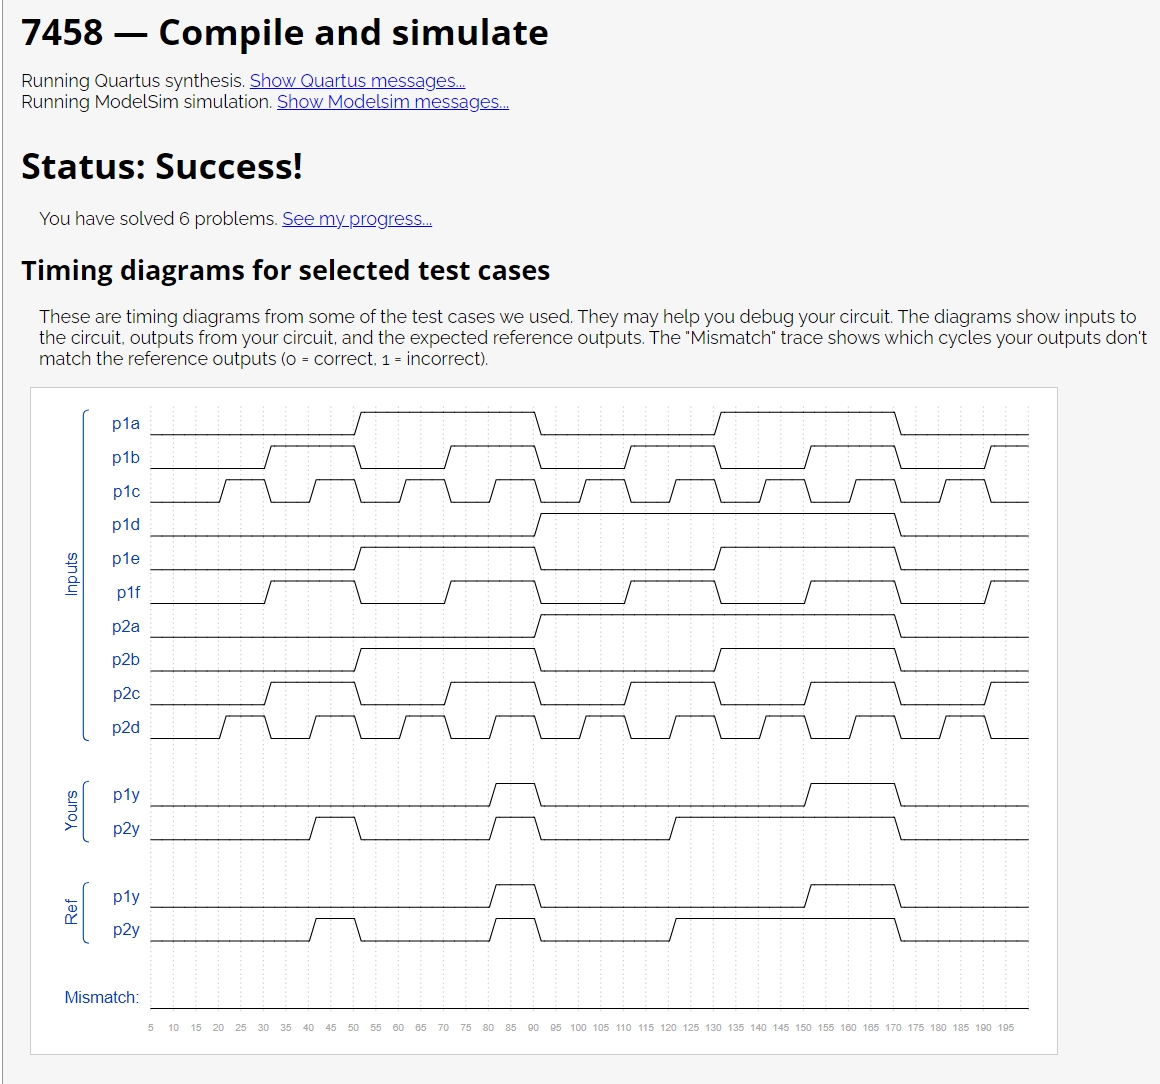 7458 — Compile and simulate
Running Quartus synthesis. Show Quartus messages...
Running ModelSim simulation. Show Modelsim messages...
Status: Success!
You have solved 6 problems. See my progress...
Timing diagrams for selected test cases
These are timing diagrams from some of the test cases we used. They may help you debug your circuit. The diagrams show inputs to
the circuit, outputs from your circuit, and the expected reference outputs. The "Mismatch" trace shows which cycles your outputs don't
match the reference outputs (0 = correct, 1 = incorrect).
Inputs
p1a
p1b
p1c
p1d
p1e
p1f
p2a
p2b
p2c
p2d
Yours
p1y
p2y
Ref
p1y
p2y
Mismatch:
5 10 15 20 25 30 35 40 45 50 55 60 65 70 75 80 85 90 95 100 105 110 115 120 125 130 135 140 145 150 155 160 165 170 175 180 185 190 195